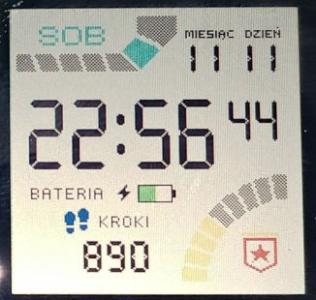 SOB MIESIĄC DZIEŃ
11 11
22:56 44
BATERIA
KROKI
890